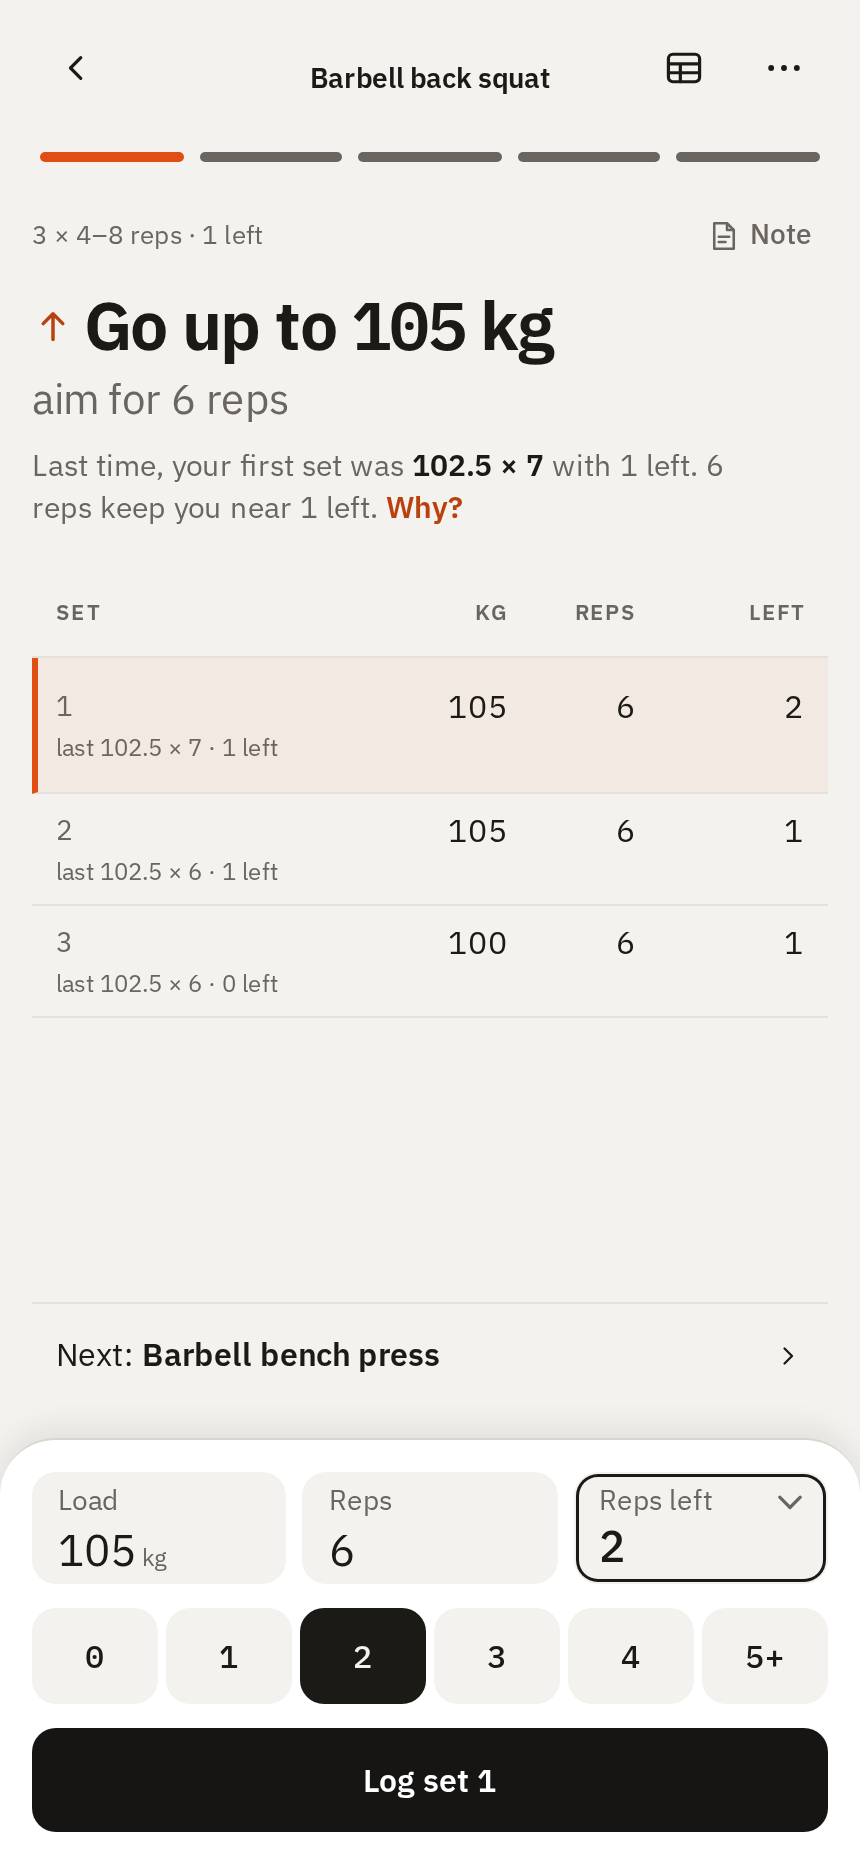 Barbell back squat
3 × 4–8 reps · 1 left
Note
↑ Go up to 105 kg
aim for 6 reps
Last time, your first set was 102.5 × 7 with 1 left. 6
reps keep you near 1 left. Why?
SET KG REPS LEFT
1 105 6 2
last 102.5 × 7 · 1 left
2 105 6 1
last 102.5 × 6 · 1 left
3 100 6 1
last 102.5 × 6 · 0 left
Next: Barbell bench press
Load Reps Reps left
105 kg 6 2
0 1 2 3 4 5+
Log set 1